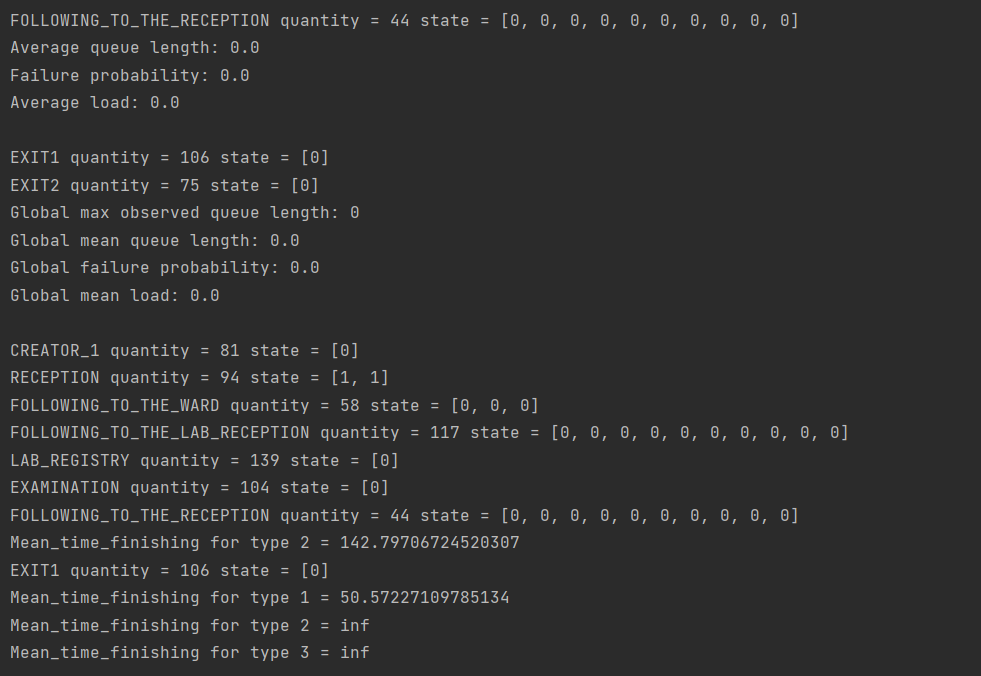 FOLLOWING_TO_THE_RECEPTION quantity = 44 state = [0, 0, 0, 0, 0, 0, 0, 0, 0, 0]
Average queue length: 0.0
Failure probability: 0.0
Average load: 0.0
EXIT1 quantity = 106 state = [0]
EXIT2 quantity = 75 state = [0]
Global max observed queue length: 0
Global mean queue length: 0.0
Global failure probability: 0.0
Global mean load: 0.0
CREATOR_1 quantity = 81 state = [0]
RECEPTION quantity = 94 state = [1, 1]
FOLLOWING_TO_THE_WARD quantity = 58 state = [0, 0, 0]
FOLLOWING_TO_THE_LAB_RECEPTION quantity = 117 state = [0, 0, 0, 0, 0, 0, 0, 0, 0, 0]
LAB_REGISTRY quantity = 139 state = [0]
EXAMINATION quantity = 104 state = [0]
FOLLOWING_TO_THE_RECEPTION quantity = 44 state = [0, 0, 0, 0, 0, 0, 0, 0, 0, 0]
Mean_time_finishing for type 2 = 142.79706724520307
EXIT1 quantity = 106 state = [0]
Mean_time_finishing for type 1 = 50.57227109785134
Mean_time_finishing for type 2 = inf
Mean_time_finishing for type 3 = inf